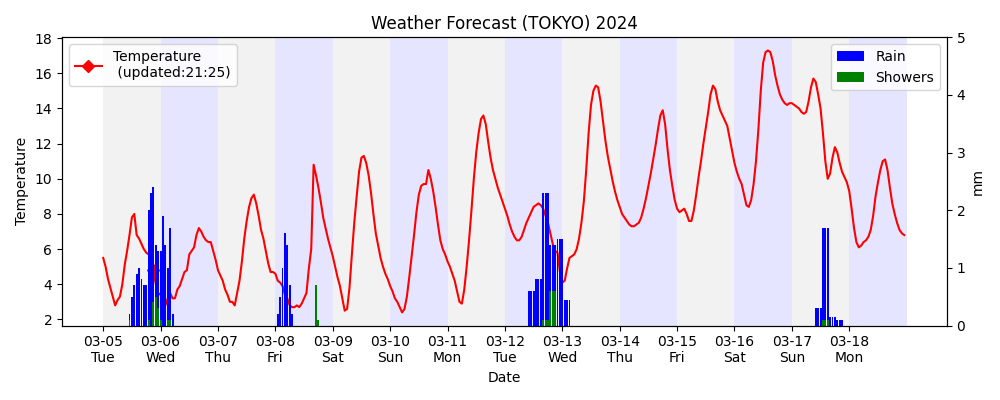 Weather Forecast (TOKYO) 2024
Temperature
(updated:21:25)
Rain
Showers
Temperature
18
16
14
12
10
8
6
4
2
5
4
3
2
1
0
mm
03-05 03-06 03-07 03-08 03-09 03-10 03-11 03-12 03-13 03-14 03-15 03-16 03-17 03-18
Tue Wed Thu Fri Sat Sun Mon Tue Wed Thu Fri Sat Sun Mon
Date